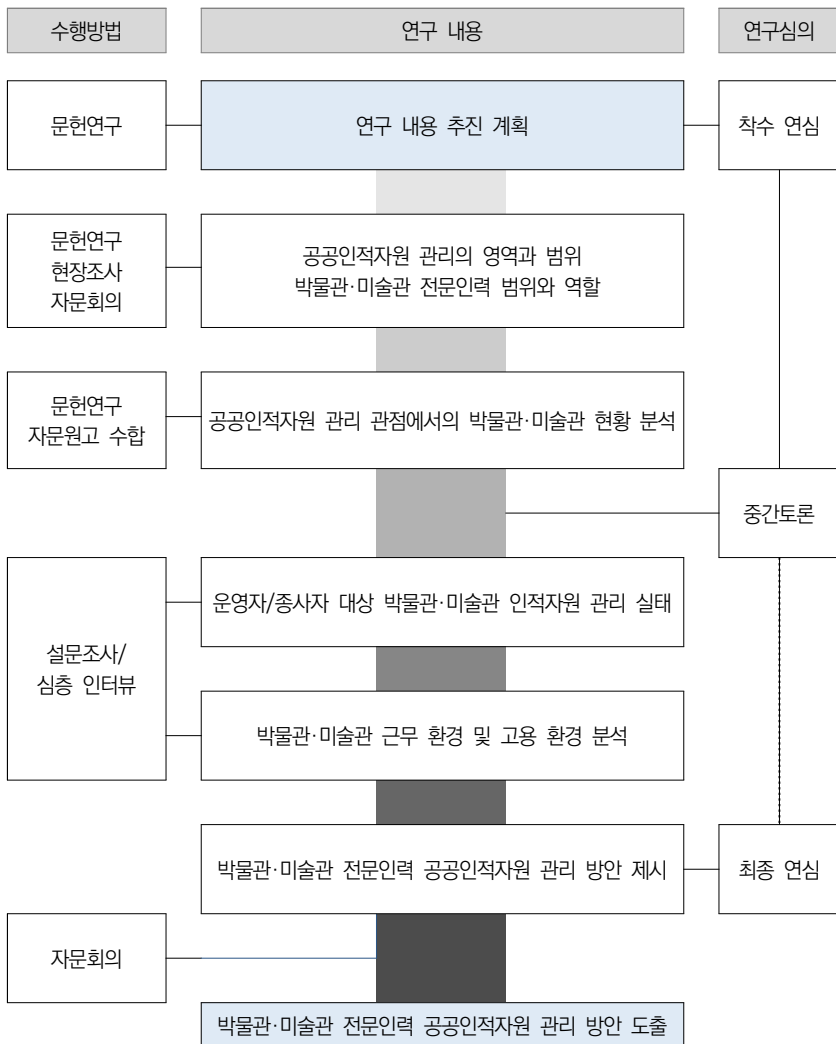 수행방법
연구 내용
연구심의
문헌연구
연구 내용 추진 계획
착수 연심
문헌연구
현장조사
자문회의
공공인적자원 관리의 영역과 범위
박물관·미술관 전문인력 범위와 역할
문헌연구
자문원고 수합
공공인적자원 관리 관점에서의 박물관·미술관 현황 분석
중간토론
설문조사/
심층 인터뷰
운영자/종사자 대상 박물관·미술관 인적자원 관리 실태
박물관·미술관 근무 환경 및 고용 환경 분석
박물관·미술관 전문인력 공공인적자원 관리 방안 제시
최종 연심
자문회의
박물관·미술관 전문인력 공공인적자원 관리 방안 도출